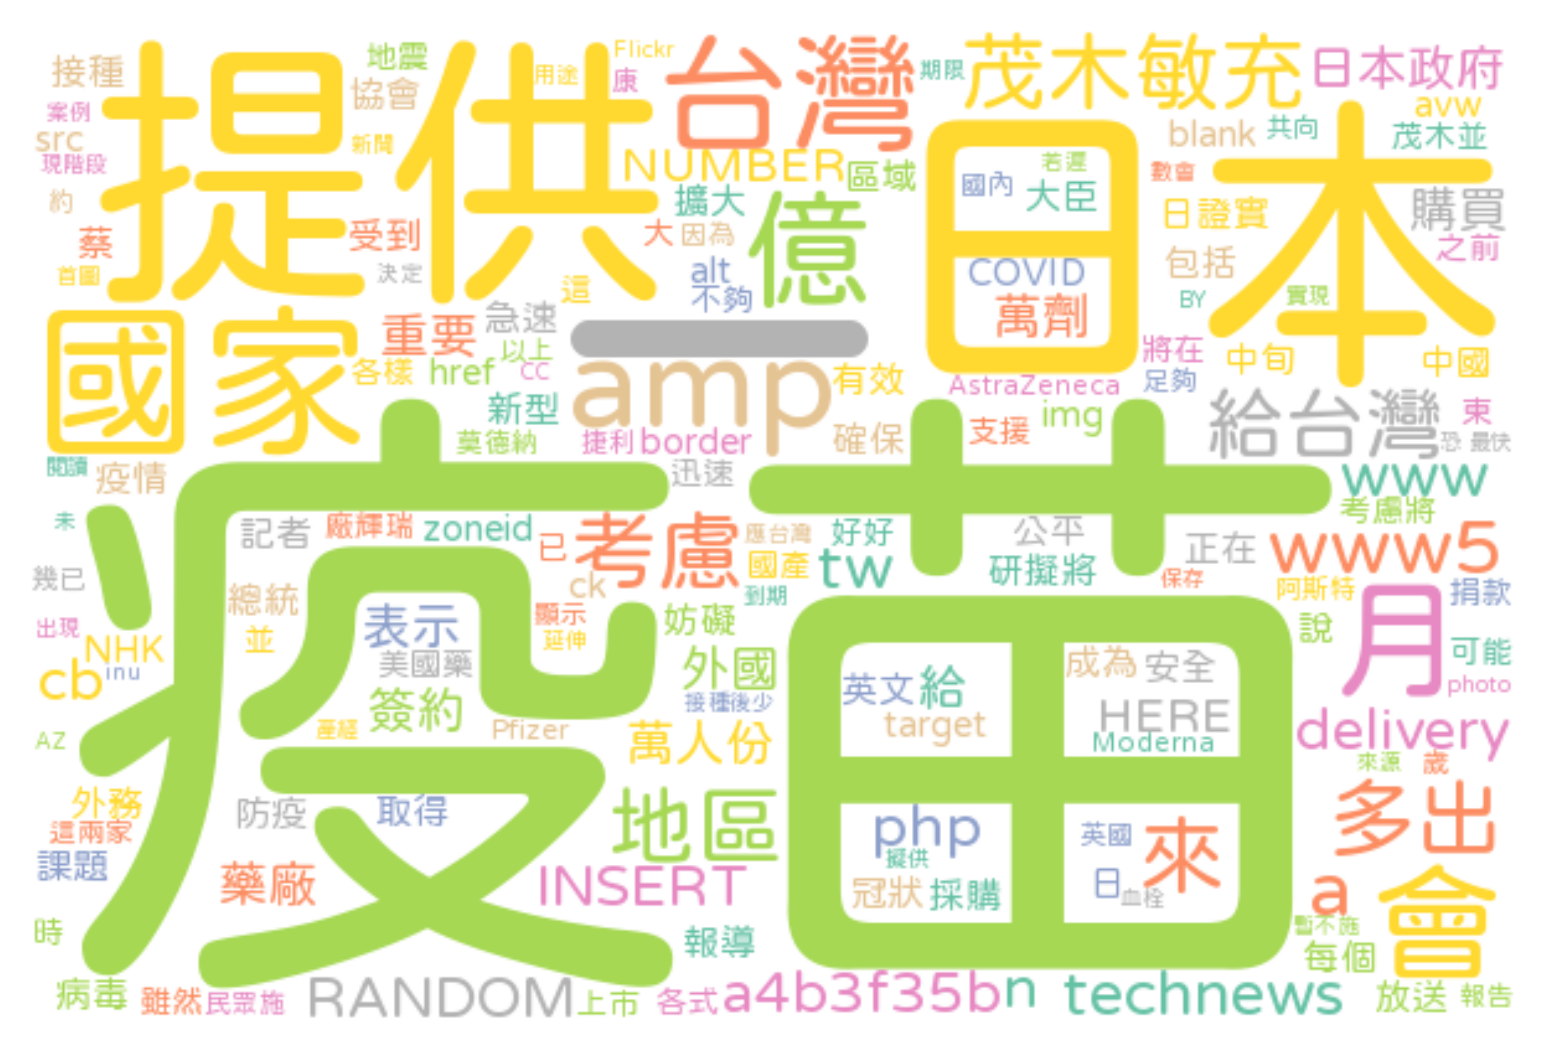 接種
地震
Flickr
台灣
期限
茂木敏充
日本政府
案例
提供
協會
用途
康
avw
src
新聞
NUMBER
blank
共向
茂木並
現階段
區域
日本
國內
若遲
數會
約
擴大
億
大臣
日證實
購買
蔡
受到
大
因為
之前
首圖
決定
這
alt
不夠
COVID
包括
BY
實現
國家
重要
急速
一
萬劑
將在
中旬
中國
各樣
href
以上
CC
amp
有效
AstraZeneca
足夠
新型
img
給台灣
東
莫德納
捷利
border
確保
支援
恐
最快
閱讀
疫情
疫苗
迅速
www
未
記者
廠輝瑞
zoneid
已
考慮
應台灣
好好
公平
正在
www5
考慮將
幾已
總統
ck
國產
tw
研擬將
保存
阿斯特
捐款
到期
出現
NHK
並
表示
顯示
延伸
妨礙
說
月
可能
cb
inu
美國藥
外國
英文
給
成為
安全
photo
簽約
接種後少
target
HERE
AZ
產經
Pfizer
萬人份
Moderna
delivery
來源
歲
外務
防疫
取得
地區
php
英國
來
多出
這兩家
擬供
課題
藥廠
INSERT
冠狀
採購
日
血栓
a
會
時
報導
暫不施
每個
病毒
雖然
民眾施
RANDOM
上市
各式
a4b3f35b
n
technews
放送
報告